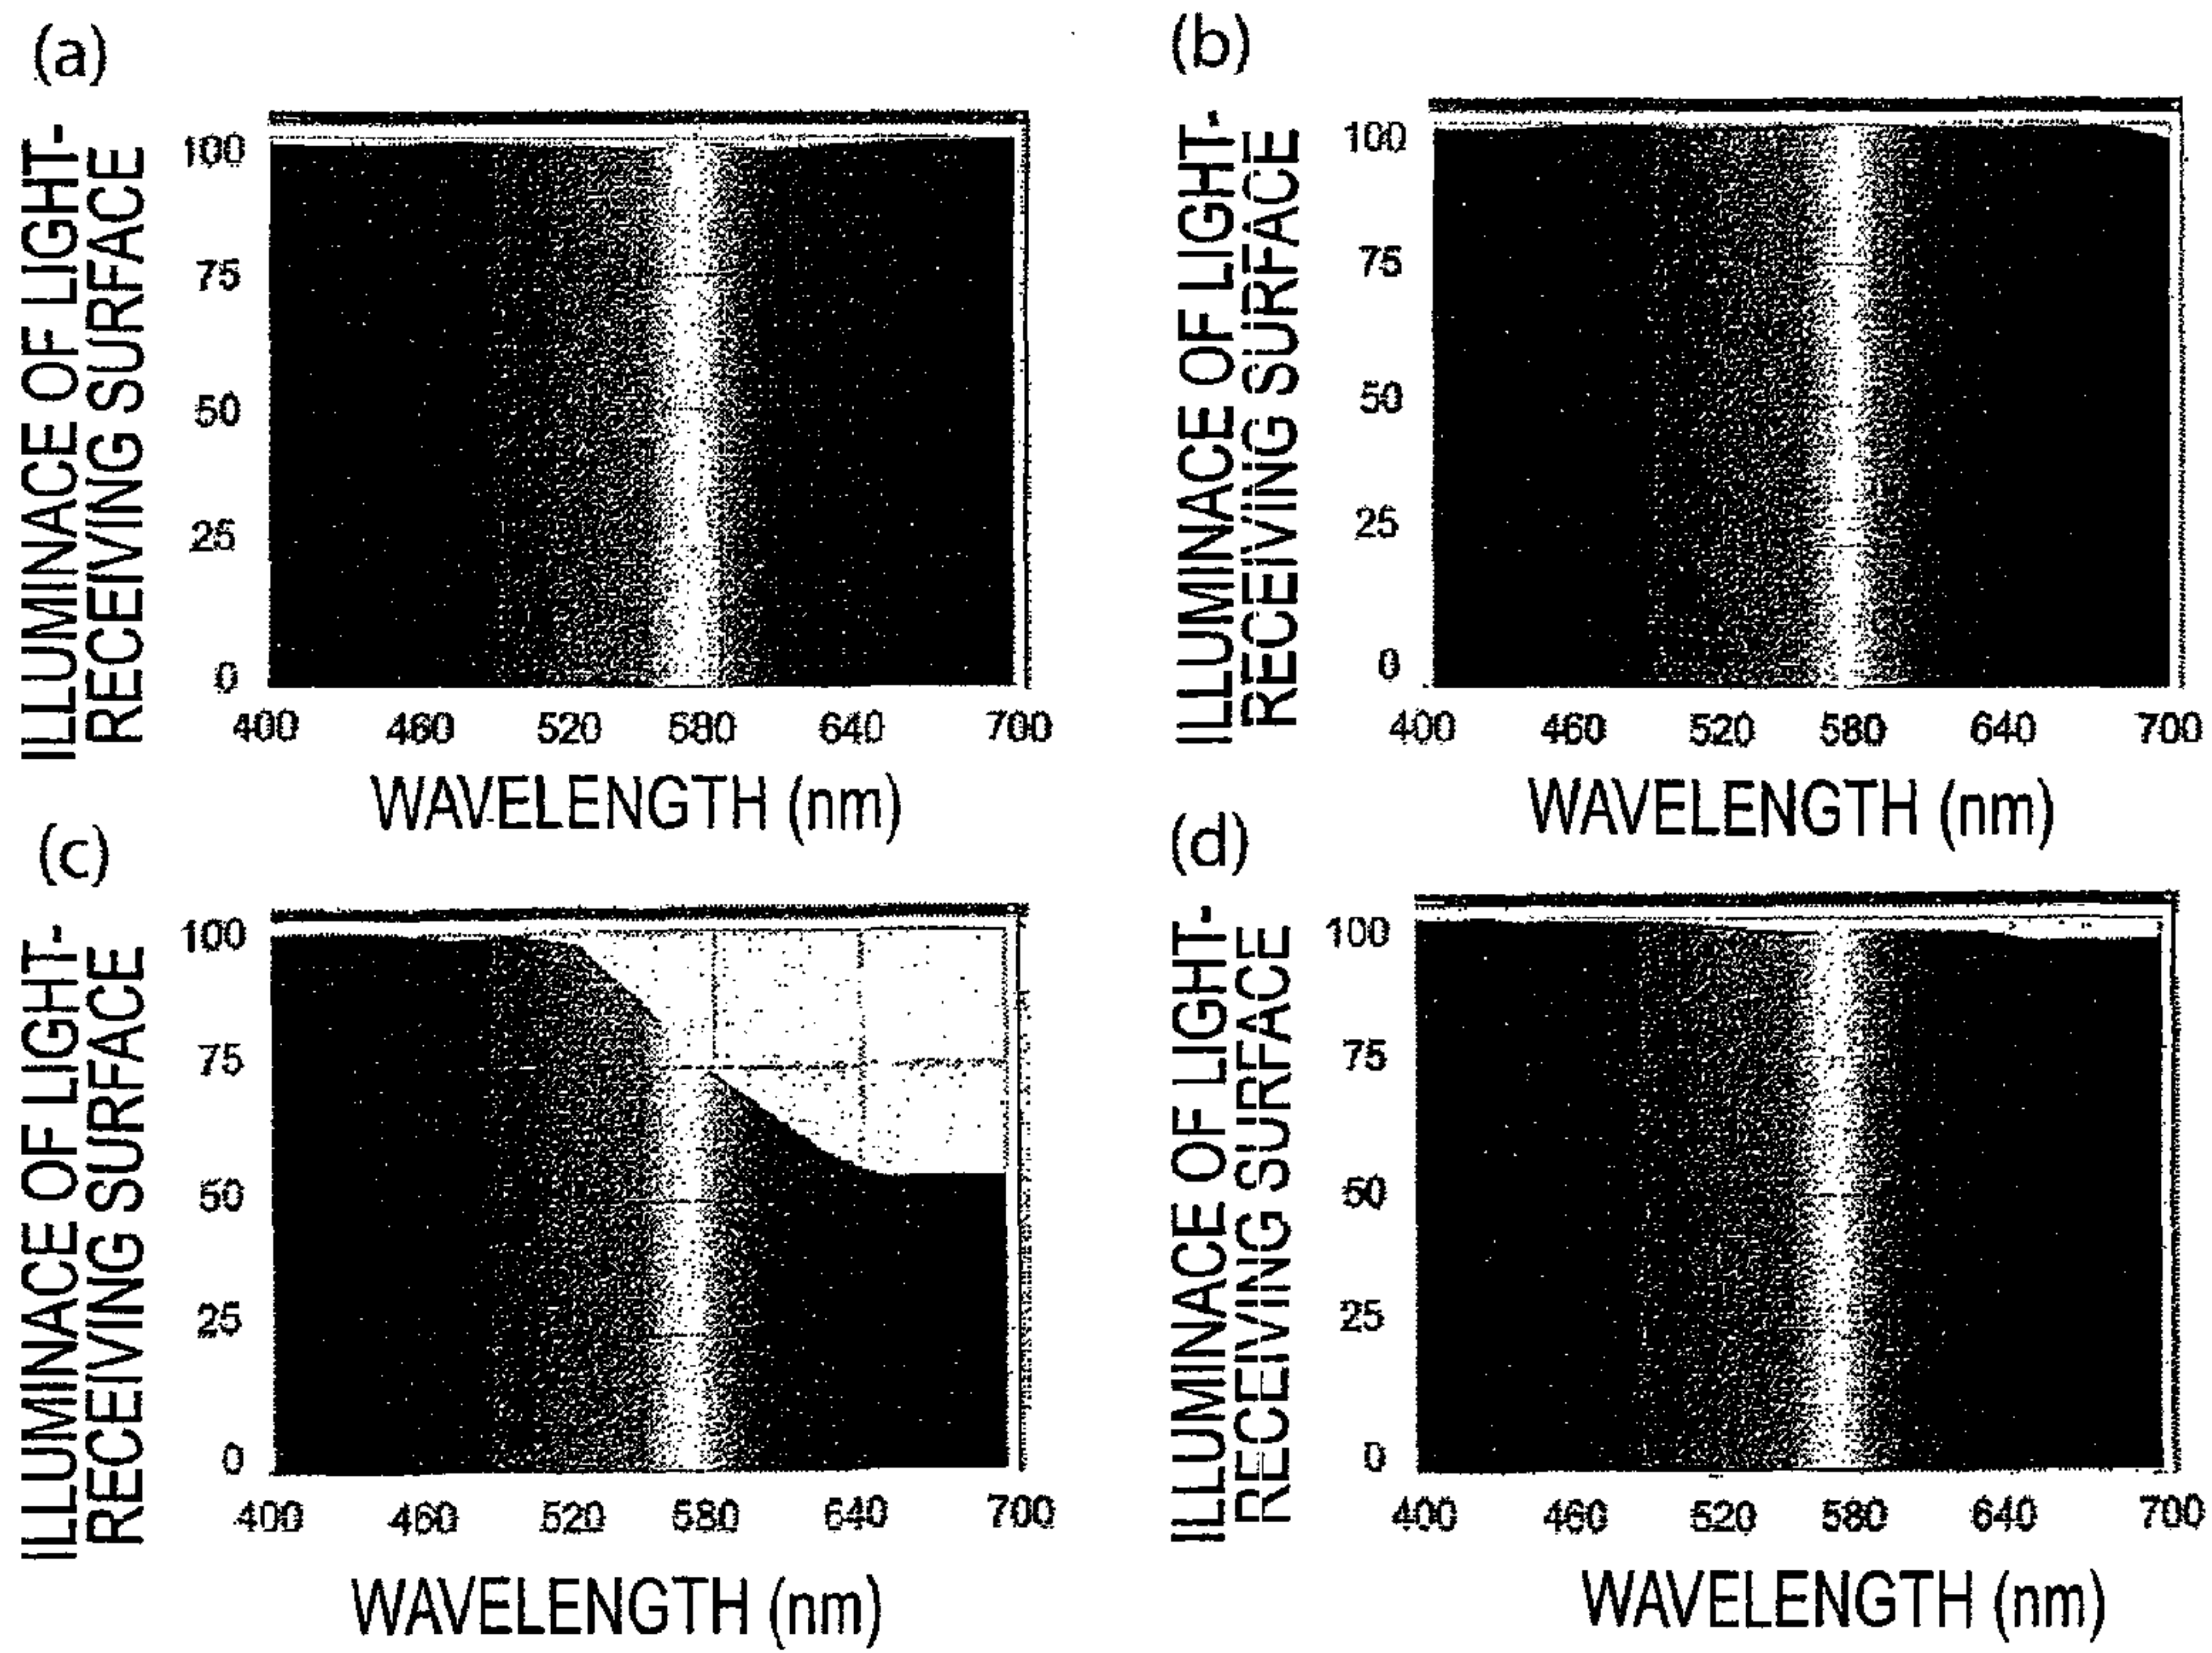 (a)
ILLUMINACE OF LIGHT-
RECEIVING SURFACE
100
75
50
25
0
400 460 520 580 640 700
WAVELENGTH (nm)
(b)
ILLUMINACE OF LIGHT-
RECEIVING SURFACE
100
75
50
25
0
400 460 520 580 640 700
WAVELENGTH (nm)
(c)
ILLUMINACE OF LIGHT-
RECEIVING SURFACE
100
75
50
25
0
400 460 520 580 640 700
WAVELENGTH (nm)
(d)
ILLUMINACE OF LIGHT-
RECEIVING SURFACE
100
75
50
25
0
400 460 520 580 640 700
WAVELENGTH (nm)